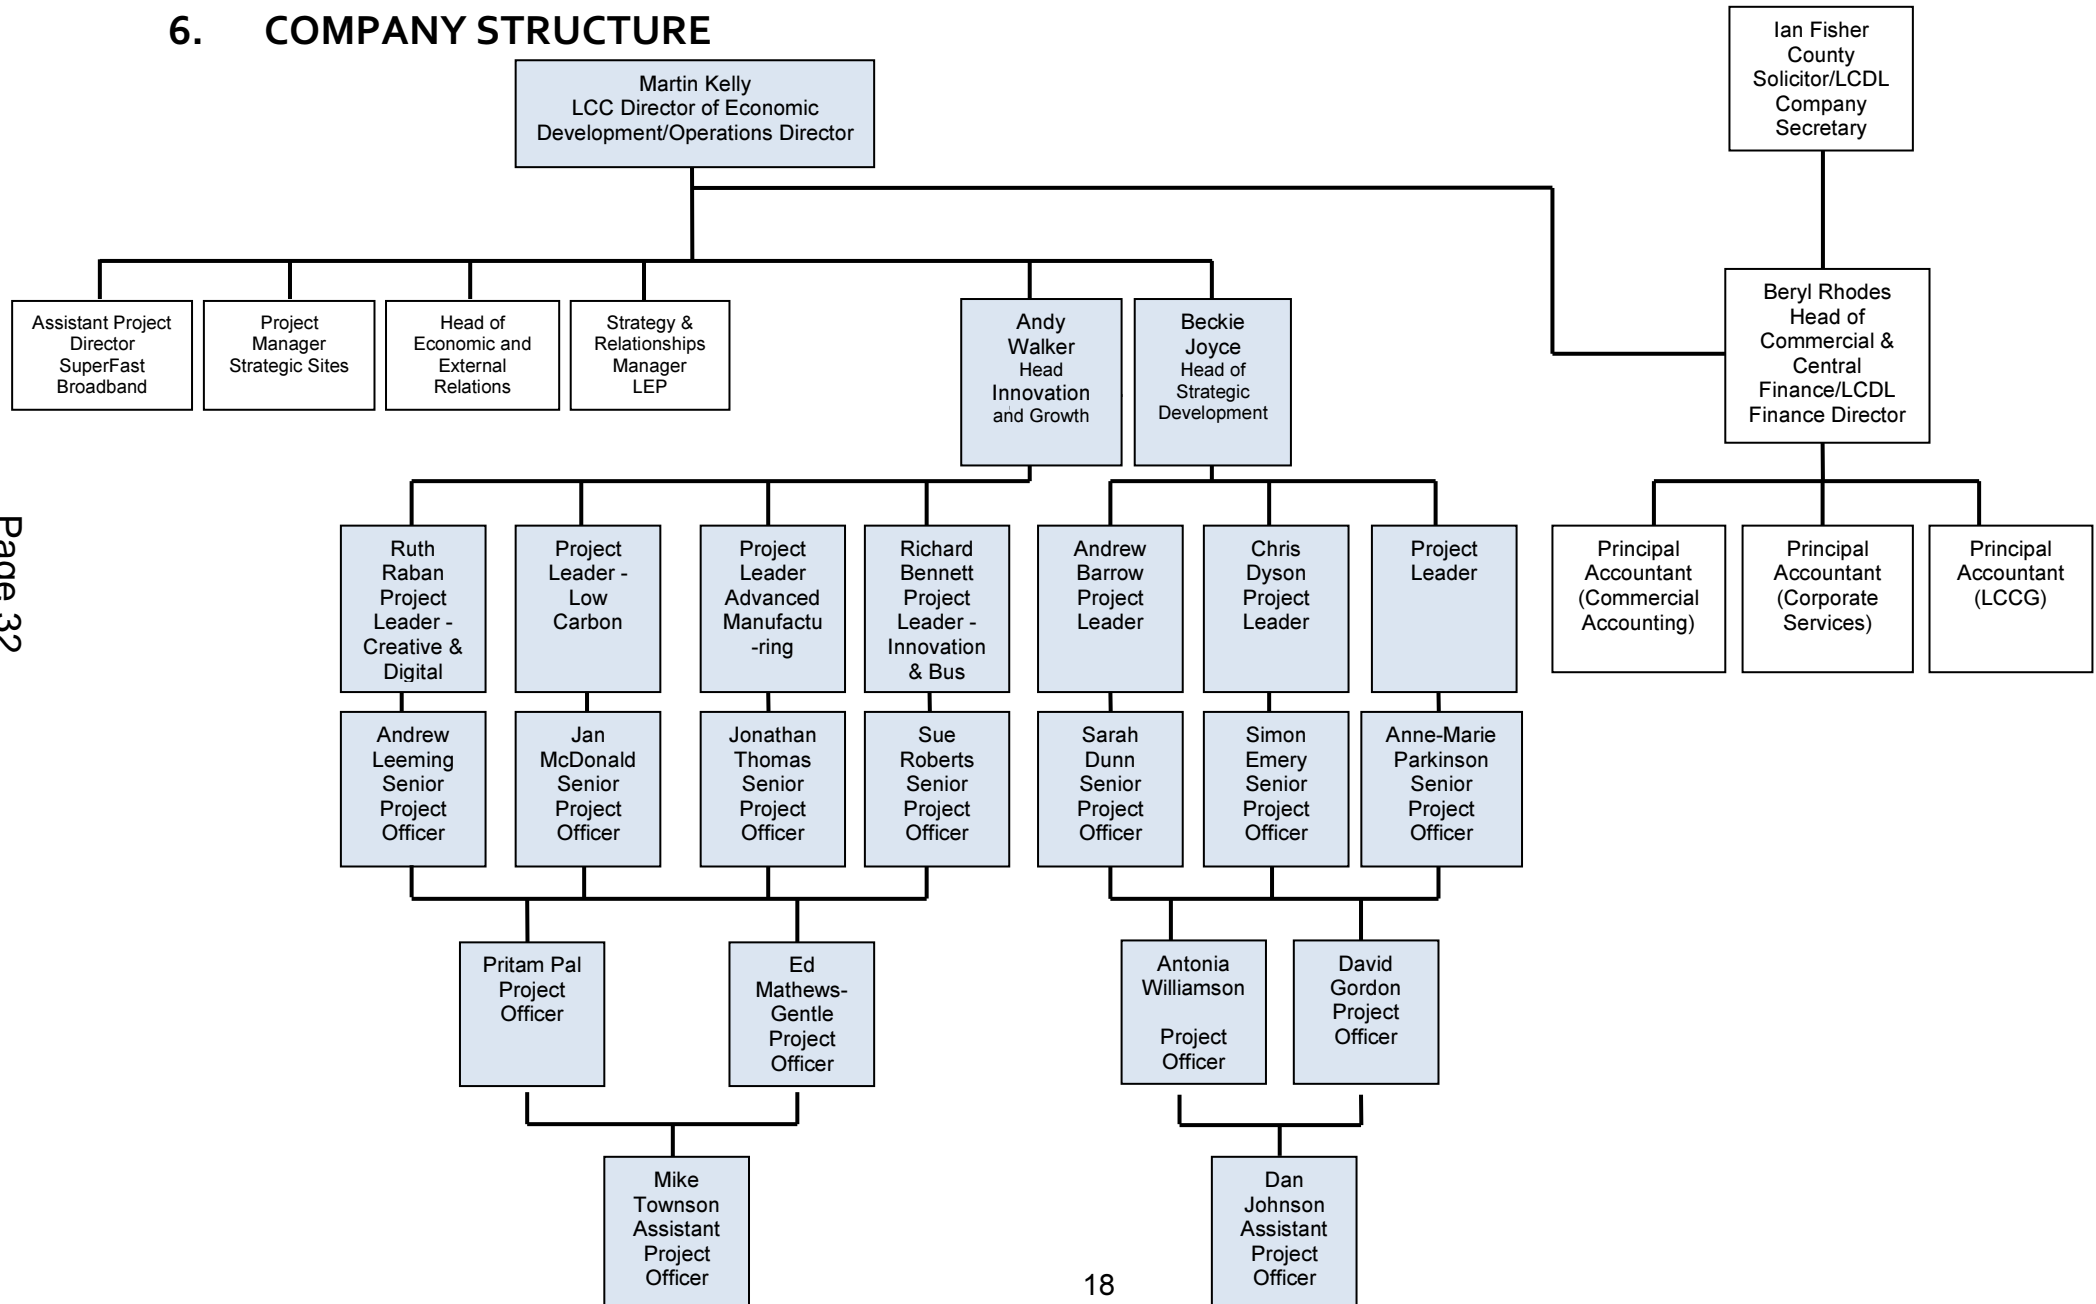 6. COMPANY STRUCTURE
Martin Kelly
LCC Director of Economic
Development/Operations Director
Ian Fisher
County
Solicitor/LCDL
Company
Secretary
Assistant Project
Director
SuperFast
Broadband
Project
Manager
Strategic Sites
Head of
Economic and
External
Relations
Strategy &
Relationships
Manager
LEP
Andy
Walker
Head
Innovation
and Growth
Beckie
Joyce
Head of
Strategic
Development
Beryl Rhodes
Head of
Commercial &
Central
Finance/LCDL
Finance Director
Ruth
Raban
Project
Leader -
Creative &
Digital
Project
Leader -
Low
Carbon
Project
Leader
Advanced
Manufactu
-ring
Richard
Bennett
Project
Leader -
Innovation
& Bus
Andrew
Barrow
Project
Leader
Chris
Dyson
Project
Leader
Project
Leader
Principal
Accountant
(Commercial
Accounting)
Principal
Accountant
(Corporate
Services)
Principal
Accountant
(LCCG)
Andrew
Leeming
Senior
Project
Officer
Jan
McDonald
Senior
Project
Officer
Jonathan
Thomas
Senior
Project
Officer
Sue
Roberts
Senior
Project
Officer
Sarah
Dunn
Senior
Project
Officer
Simon
Emery
Senior
Project
Officer
Anne-Marie
Parkinson
Senior
Project
Officer
Pritam Pal
Project
Officer
Ed
Mathews-
Gentle
Project
Officer
Antonia
Williamson
Project
Officer
David
Gordon
Project
Officer
Mike
Townson
Assistant
Project
Officer
Dan
Johnson
Assistant
Project
Officer
18
Page 32